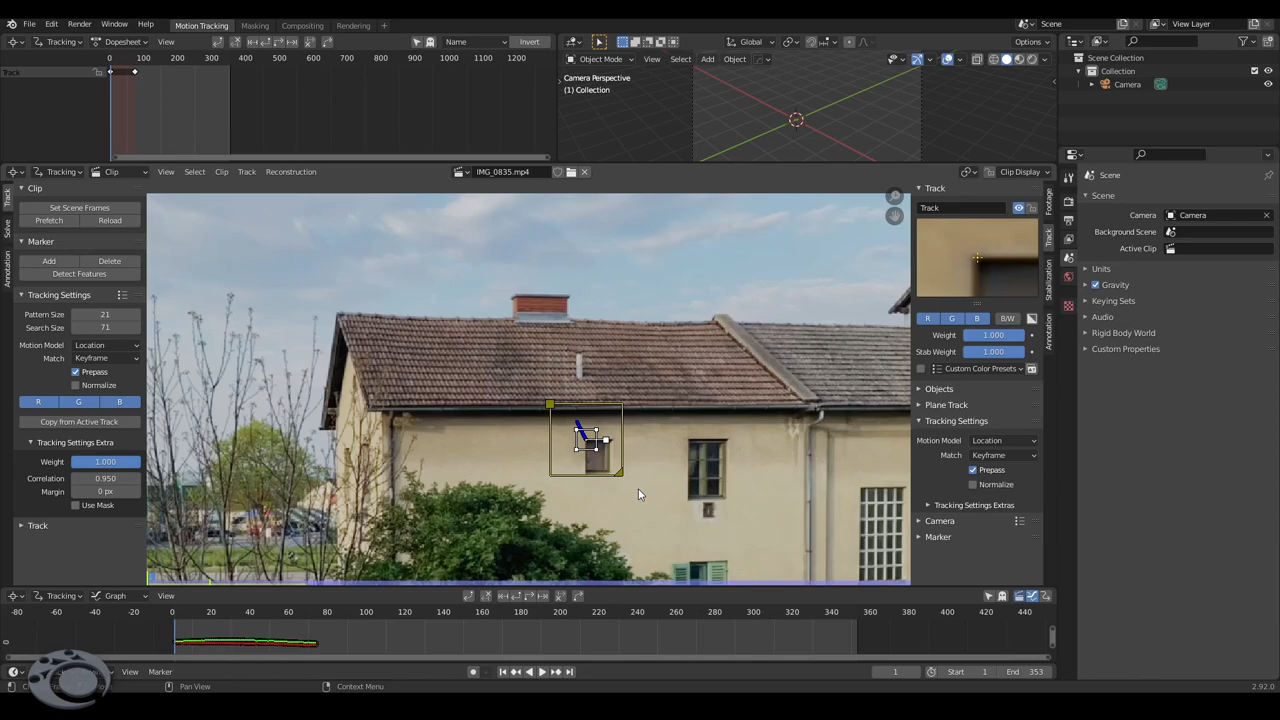 File Edit Render Window Help Motion Tracking Masking Compositing Rendering + Scene View Layer
Tracking Dopesheet View Name Invert
0 100 200 300 400 500 600 700 800 900 1000 1100 1200
Track
Global Options
Object Mode View Select Add Object
Camera Perspective
(1) Collection
Scene Collection
Collection
Camera
Tracking Clip View Select Clip Track Reconstruction IMG_0835.mp4 Clip Display
Track
Solve
Annotation
Clip
Set Scene Frames
Prefetch Reload
Marker
Add Delete
Detect Features
Tracking Settings
Pattern Size 21
Search Size 71
Motion Model Location
Match Keyframe
Prepass
Normalize
R G B
Copy from Active Track
Tracking Settings Extra
Weight 1.000
Correlation 0.950
Margin 0 px
Use Mask
Track
Track
Track
R G B B/W
Weight 1.000
Stab Weight 1.000
Custom Color Presets
Objects
Plane Track
Tracking Settings
Motion Model Location
Match Keyframe
Prepass
Normalize
Tracking Settings Extras
Camera
Marker
Footage
Track
Stabilization
Annotation
Scene
Scene
Camera Camera
Background Scene
Active Clip
Units
Gravity
Keying Sets
Audio
Rigid Body World
Custom Properties
Tracking Graph View
-80 -60 -40 -20 0 20 40 60 80 100 120 140 160 180 200 220 240 260 280 300 320 340 360 380 400 420 440
0
View Marker 1 Start 1 End 353
Pan View Context Menu 2.92.0